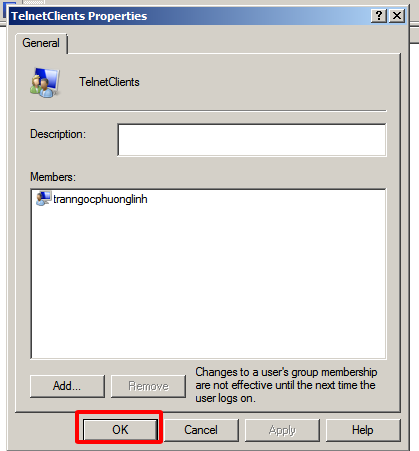 TelnetClients Properties
General
TelnetClients
Description:
Members:
tranngocphuonglinh
Add...
Remove
Changes to a user's group membership
are not effective until the next time the
user logs on.
OK
Cancel
Apply
Help